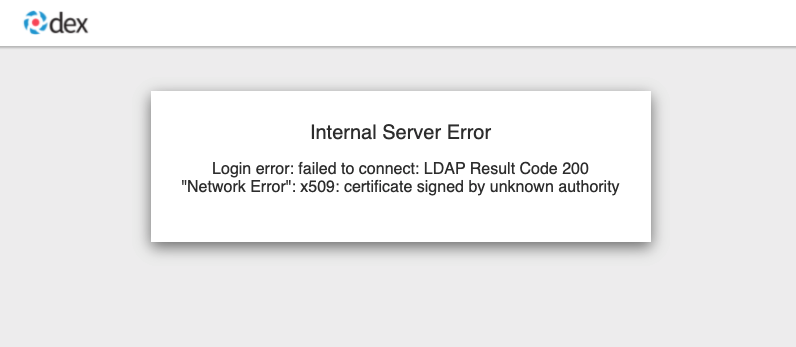 dex
Internal Server Error
Login error: failed to connect: LDAP Result Code 200
"Network Error": x509: certificate signed by unknown authority